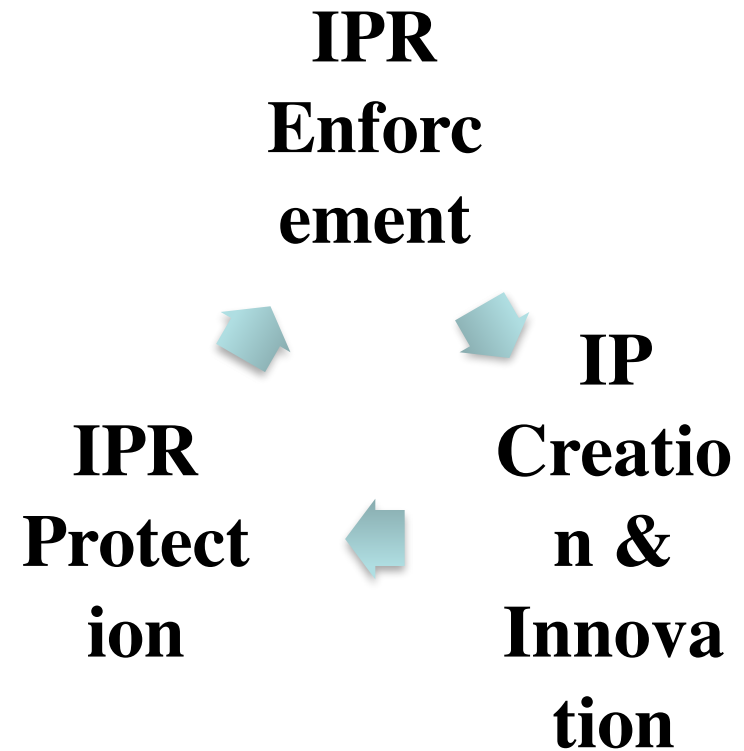 IPR
Enforc
ement
IP
Creatio
n &
Innova
tion
IPR
Protect
ion